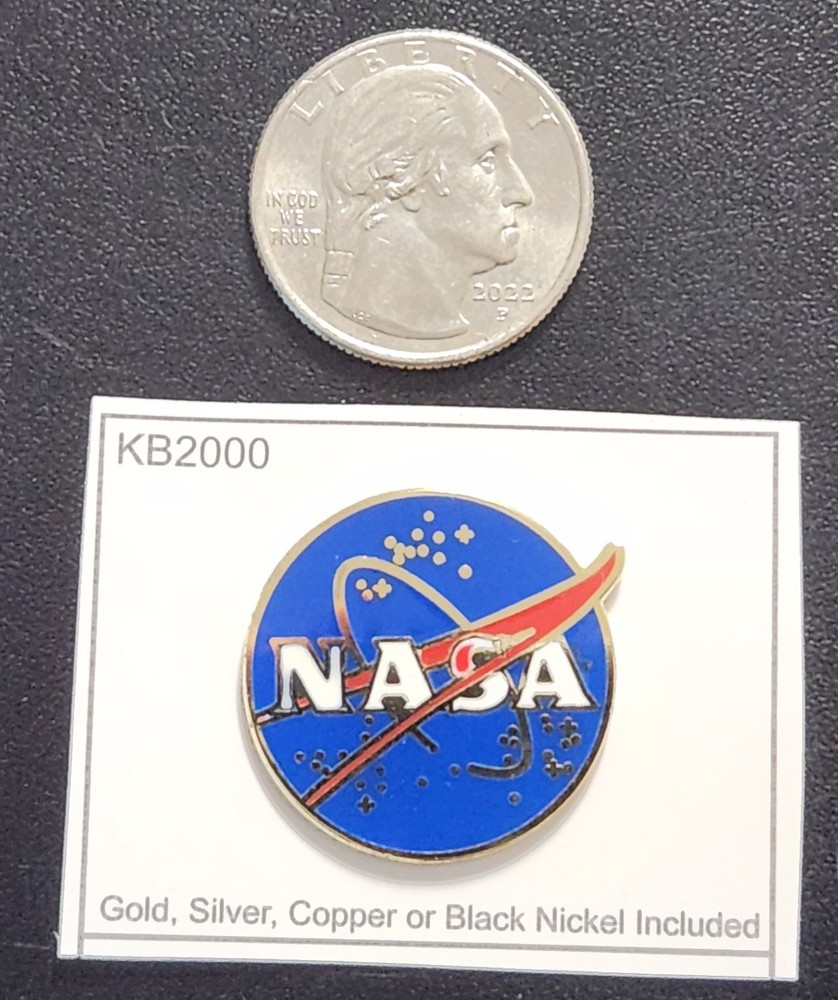 LIBERTY
IN GOD
WE
TRUST
2022
P
KB2000
NASA
Gold, Silver, Copper or Black Nickel Included